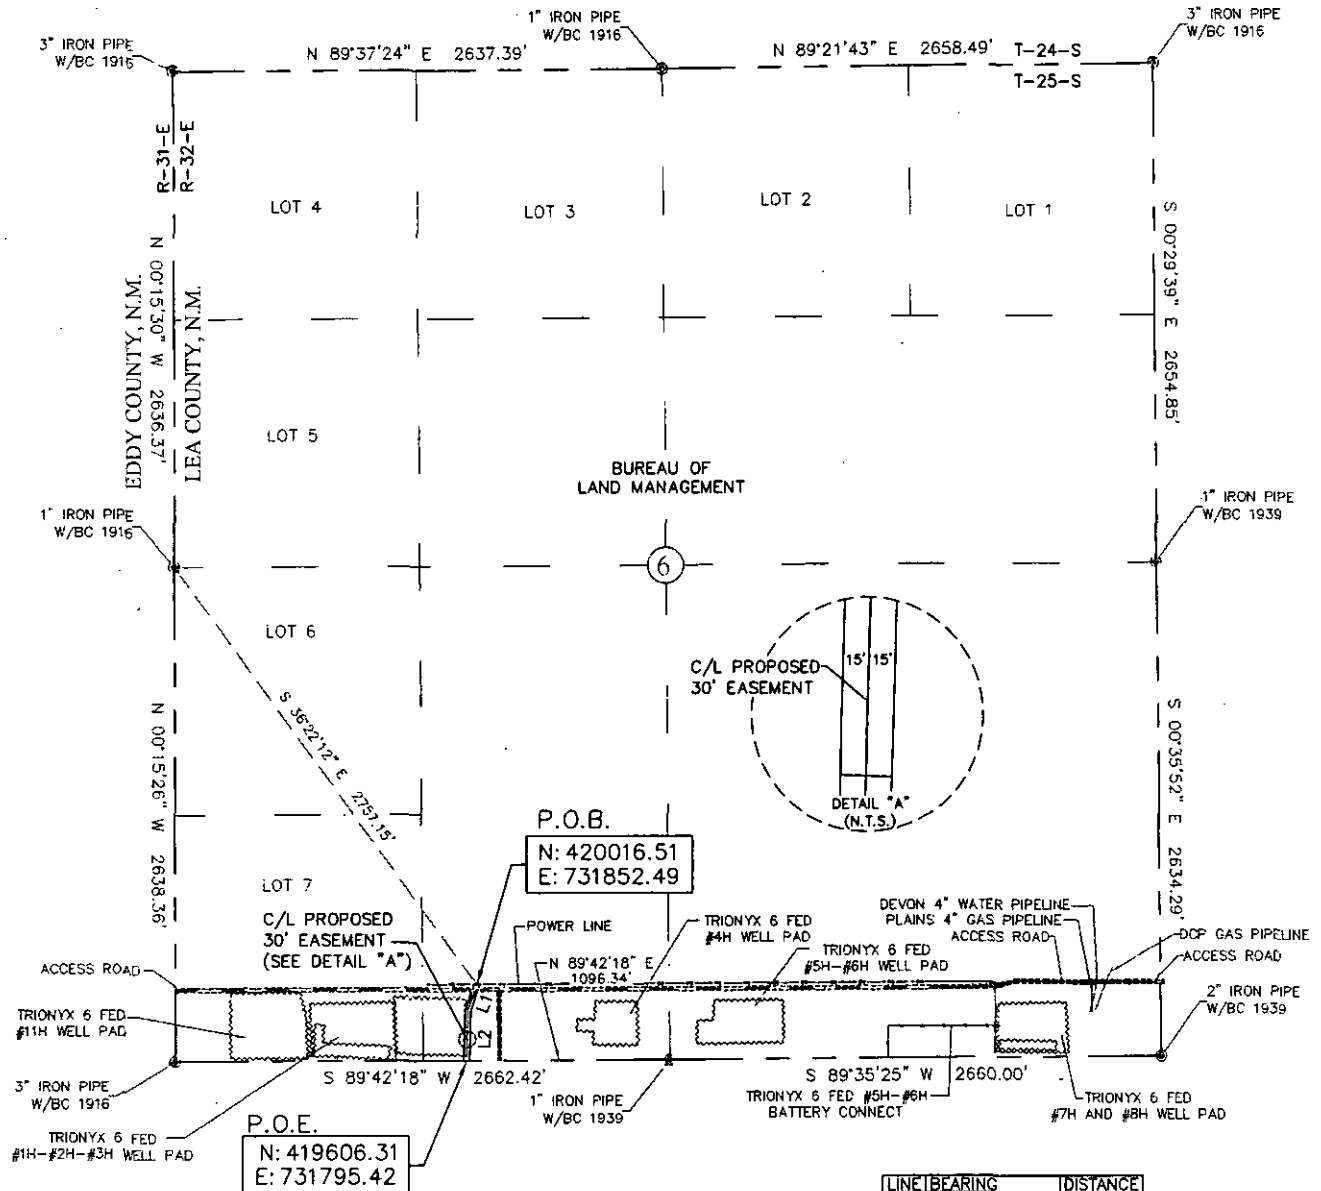 3" IRON PIPE
W/BC 1916
N 89°37'24" E 2637.39'
1" IRON PIPE
W/BC 1916
N 89°21'43" E 2658.49'
T-24-S
T-25-S
3" IRON PIPE
W/BC 1916
R-31-E
R-32-E
LOT 4
LOT 3
LOT 2
LOT 1
EDDY COUNTY, N.M.
N 00°15'30" W 2636.37'
LEA COUNTY, N.M.
S 00°29'39" E 2654.85'
LOT 5
BUREAU OF
LAND MANAGEMENT
1" IRON PIPE
W/BC 1916
1" IRON PIPE
W/BC 1939
6
LOT 6
S 36°22'12" E 2757.15'
C/L PROPOSED
30' EASEMENT
15' 15'
DETAIL "A"
(N.T.S.)
N 00°15'26" W 2638.36'
S 00°35'52" E 2634.29'
P.O.B.
N: 420016.51
E: 731852.49
LOT 7
C/L PROPOSED
30' EASEMENT
(SEE DETAIL "A")
POWER LINE
TRIONYX 6 FED
#4H WELL PAD
TRIONYX 6 FED
#5H-#6H WELL PAD
DEVON 4" WATER PIPELINE
PLAINS 4" GAS PIPELINE
ACCESS ROAD
DCP GAS PIPELINE
ACCESS ROAD
ACCESS ROAD
N 89°42'18" E
1096.34'
L1
L2
TRIONYX 6 FED
#11H WELL PAD
2" IRON PIPE
W/BC 1939
S 89°42'18" W 2662.42'
S 89°35'25" W 2660.00'
3" IRON PIPE
W/BC 1916
1" IRON PIPE
W/BC 1939
TRIONYX 6 FED #5H-#6H
BATTERY CONNECT
TRIONYX 6 FED
#7H AND #8H WELL PAD
TRIONYX 6 FED
#1H-#2H-#3H WELL PAD
P.O.E.
N: 419606.31
E: 731795.42
LINE BEARING DISTANCE